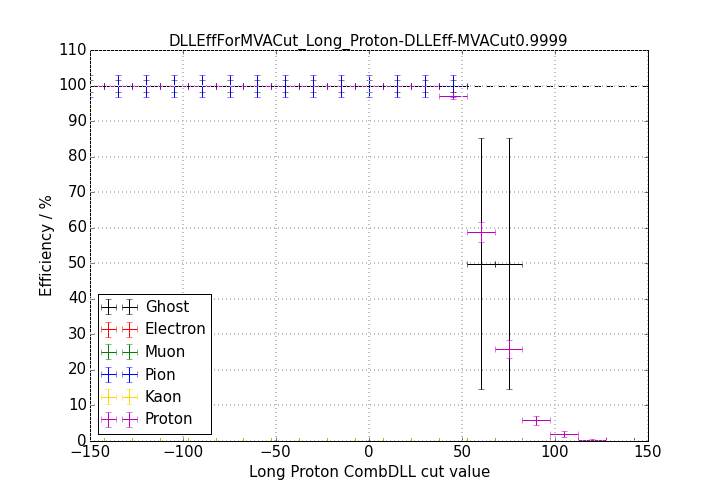 DLLEffForMVACut_Long_Proton-DLLEff-MVACut0.9999
110
100
90
80
70
60
50
40
30
20
10
0
Efficiency / %
Ghost
Electron
Muon
Pion
Kaon
Proton
−150 −100 −50 0 50 100 150
Long Proton CombDLL cut value